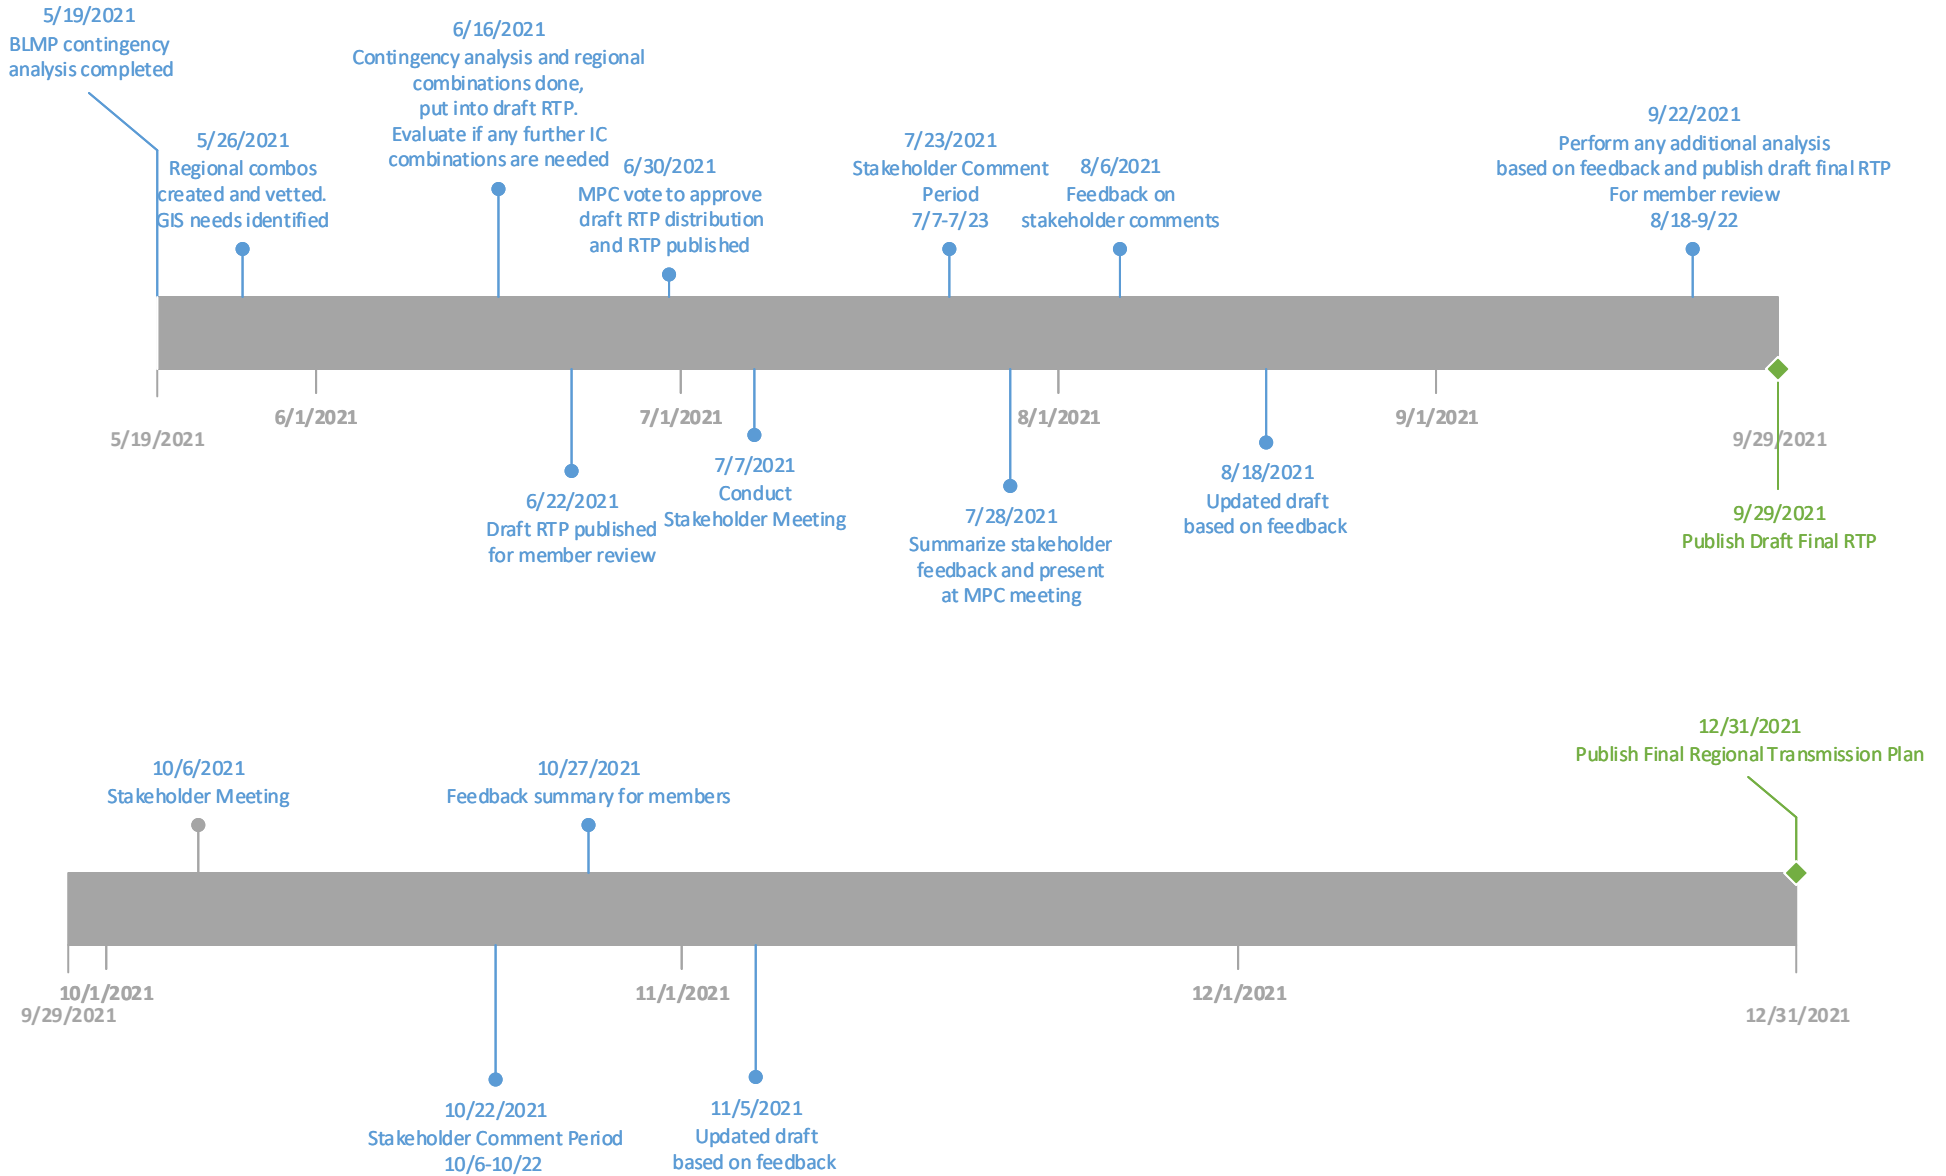 5/19/2021
BLMP contingency
analysis completed
5/26/2021
Regional combos
created and vetted.
GIS needs identified
6/16/2021
Contingency analysis and regional
combinations done,
put into draft RTP.
Evaluate if any further IC
combinations are needed
6/30/2021
MPC vote to approve
draft RTP distribution
and RTP published
7/23/2021
Stakeholder Comment
Period
7/7-7/23
8/6/2021
Feedback on
stakeholder comments
9/22/2021
Perform any additional analysis
based on feedback and publish draft final RTP
For member review
8/18-9/22
5/19/2021
6/1/2021
7/1/2021
8/1/2021
9/1/2021
9/29/2021
6/22/2021
Draft RTP published
for member review
7/7/2021
Conduct
Stakeholder Meeting
7/28/2021
Summarize stakeholder
feedback and present
at MPC meeting
8/18/2021
Updated draft
based on feedback
9/29/2021
Publish Draft Final RTP
10/6/2021
Stakeholder Meeting
10/27/2021
Feedback summary for members
12/31/2021
Publish Final Regional Transmission Plan
9/29/2021
10/1/2021
11/1/2021
12/1/2021
12/31/2021
10/22/2021
Stakeholder Comment Period
10/6-10/22
11/5/2021
Updated draft
based on feedback